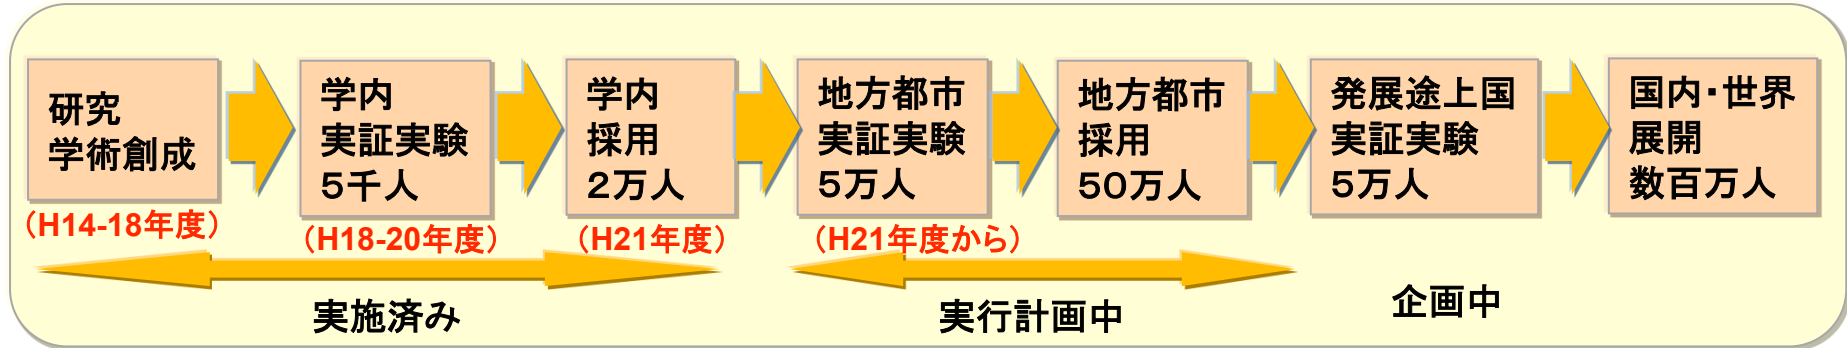 研究
学術創成
(H14-18年度)
学内
実証実験
5千人
(H18-20年度)
学内
採用
2万人
(H21年度)
地方都市
実証実験
5万人
(H21年度から)
地方都市
採用
50万人
発展途上国
実証実験
5万人
国内・世界
展開
数百万人
実施済み
実行計画中
企画中